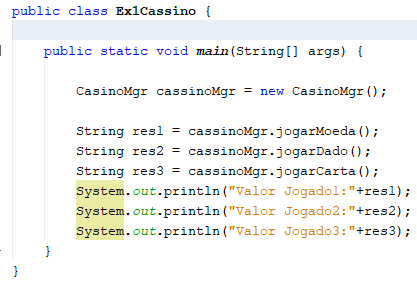 public class Ex1Cassino {
public static void main(String[] args) {
CasinoMgr cassinoMgr = new CasinoMgr();
String res1 = cassinoMgr.jogarMoeda();
String res2 = cassinoMgr.jogarDado();
String res3 = cassinoMgr.jogarCarta();
System.out.println("Valor Jogado1:"+res1);
System.out.println("Valor Jogado2:"+res2);
System.out.println("Valor Jogado3:"+res3);
}
}